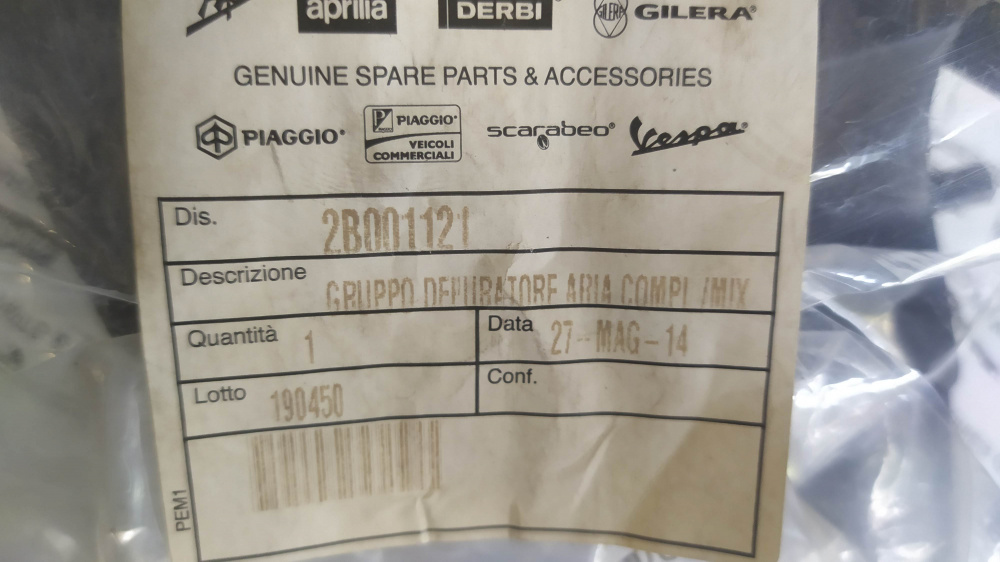 aprilia DERBI® GILERA GILERA®
GENUINE SPARE PARTS & ACCESSORIES
PIAGGIO® PIAGGIO® scarabeo® Vespa®
VEICOLI
COMMERCIALI
Dis. 2B001121
Descrizione GRUPPO DEPURATORE ARIA COMPL/MIX
Quantità 1 Data 27-MAG-14
Lotto 190450 Conf.
PEM1